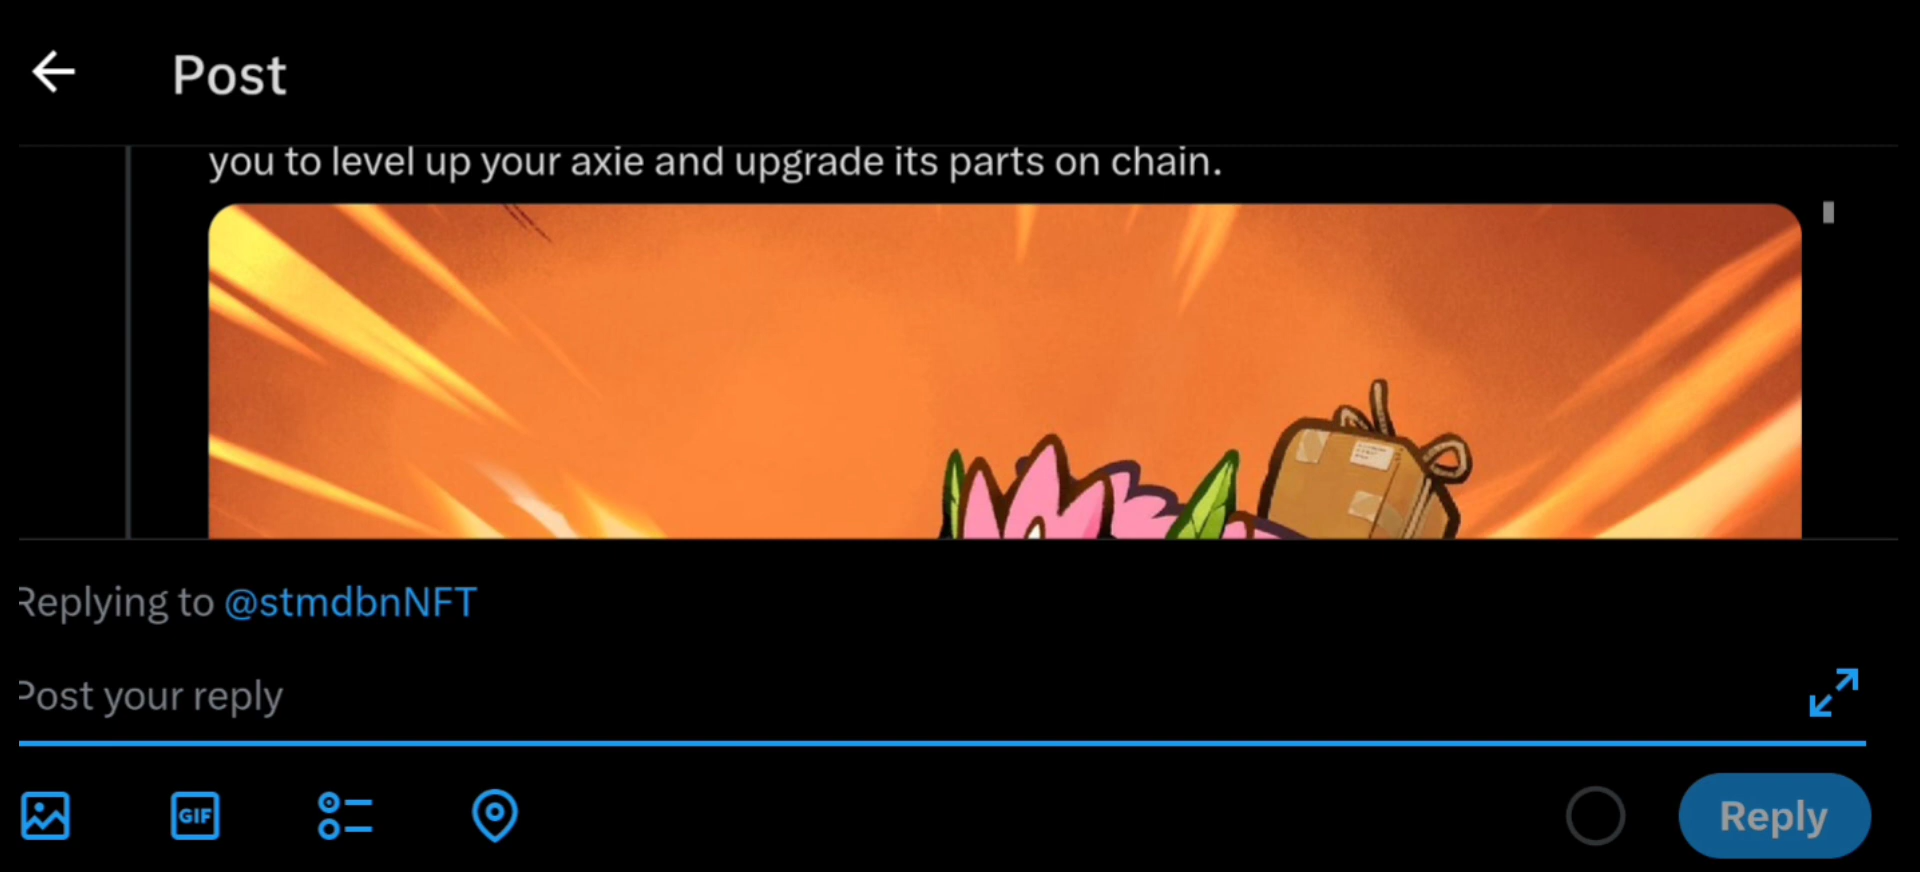 Post
you to level up your axie and upgrade its parts on chain.
Replying to @stmdbnNFT
Post your reply
GIF
Reply